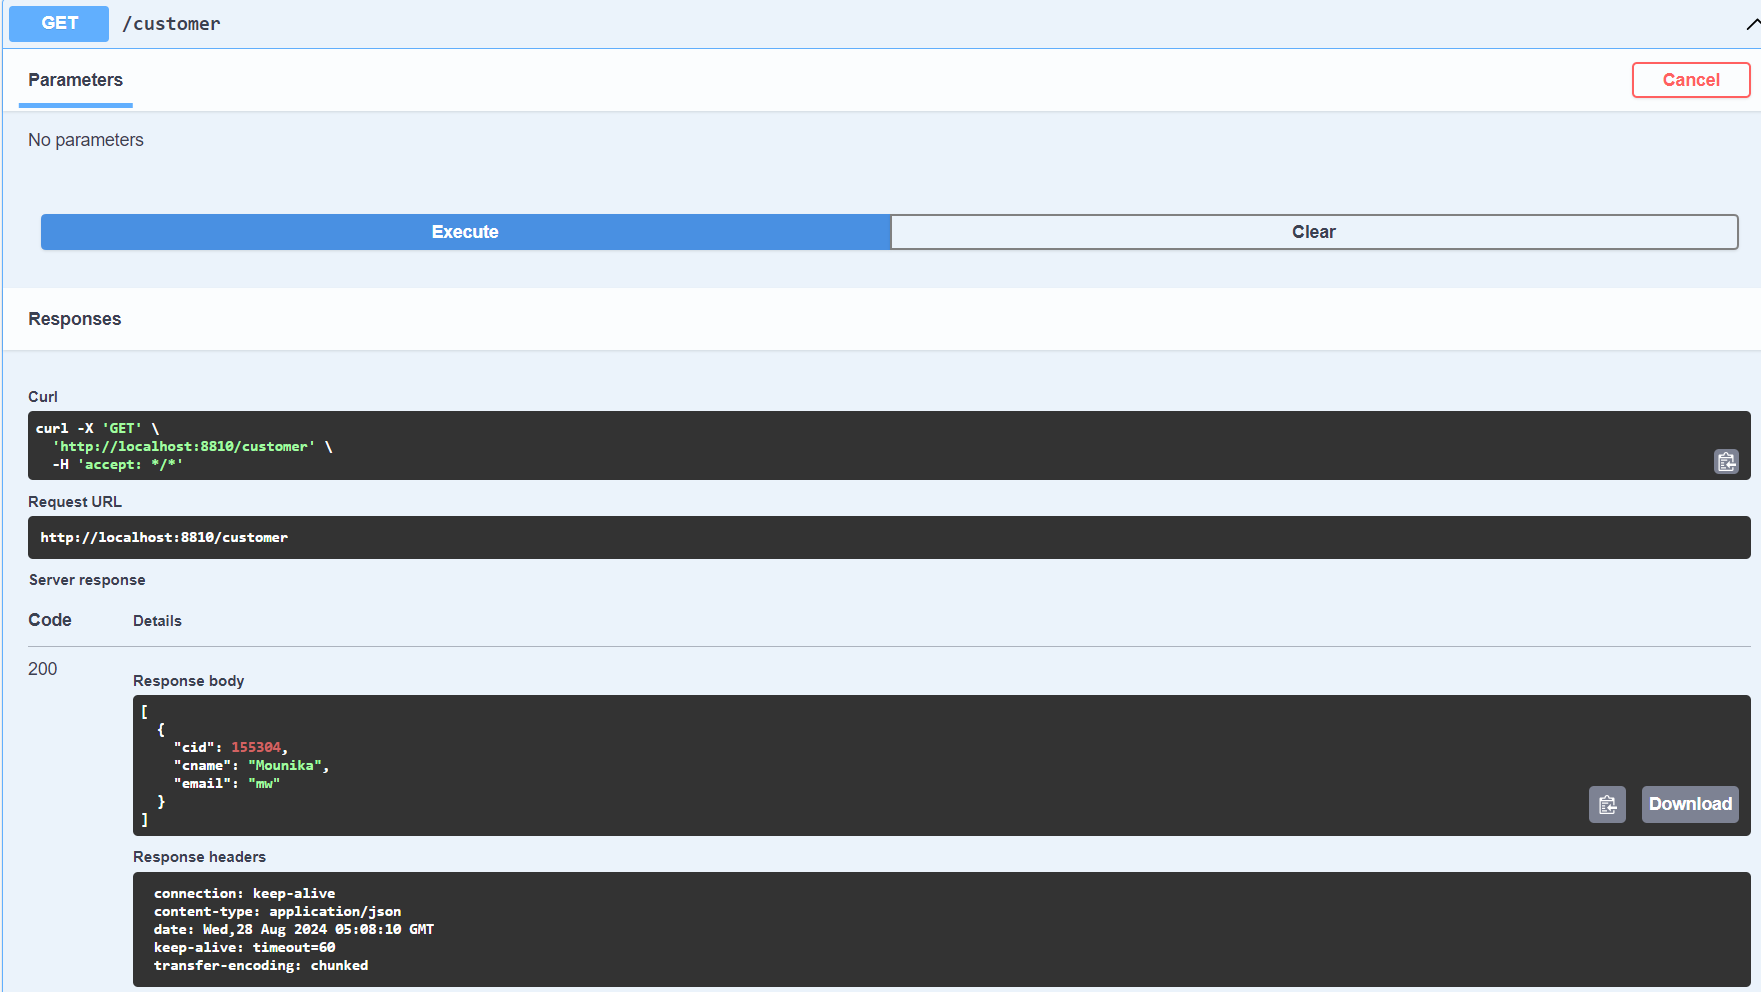 GET /customer
Parameters
Cancel
No parameters
Execute
Clear
Responses
Curl
curl -X 'GET' \
  'http://localhost:8810/customer' \
  -H 'accept: */*'
Request URL
http://localhost:8810/customer
Server response
Code Details
200
Response body
[
  {
    "cid": 155304,
    "cname": "Mounika",
    "email": "mw"
  }
]
Download
Response headers
connection: keep-alive
content-type: application/json
date: Wed,28 Aug 2024 05:08:10 GMT
keep-alive: timeout=60
transfer-encoding: chunked